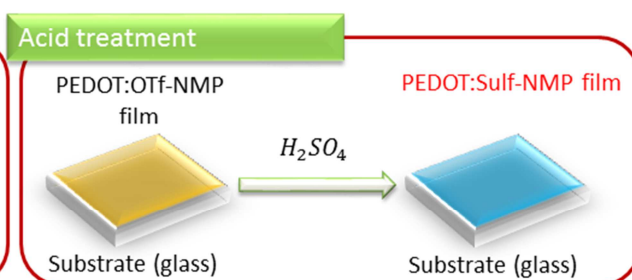 Acid treatment
PEDOT:OTf-NMP
film
PEDOT:Sulf-NMP film
H₂SO₄
Substrate (glass)
Substrate (glass)